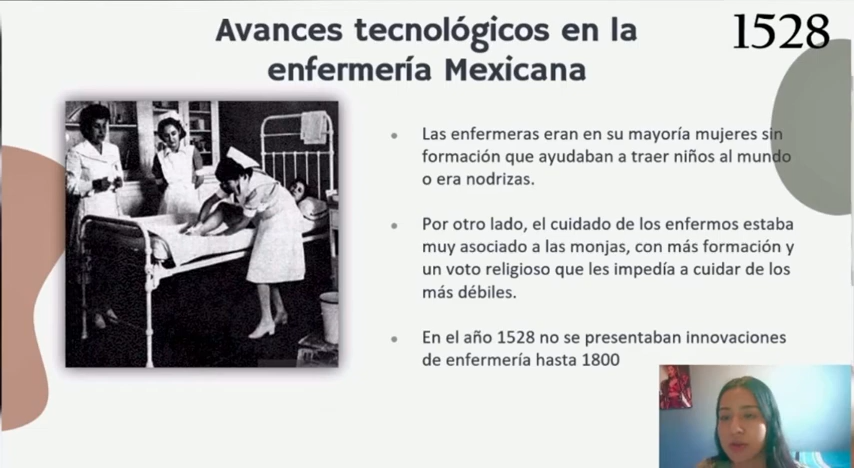 Avances tecnológicos en la
enfermería Mexicana
1528
Las enfermeras eran en su mayoría mujeres sin
formación que ayudaban a traer niños al mundo
o era nodrizas.
Por otro lado, el cuidado de los enfermos estaba
muy asociado a las monjas, con más formación y
un voto religioso que les impedía a cuidar de los
más débiles.
En el año 1528 no se presentaban innovaciones
de enfermería hasta 1800